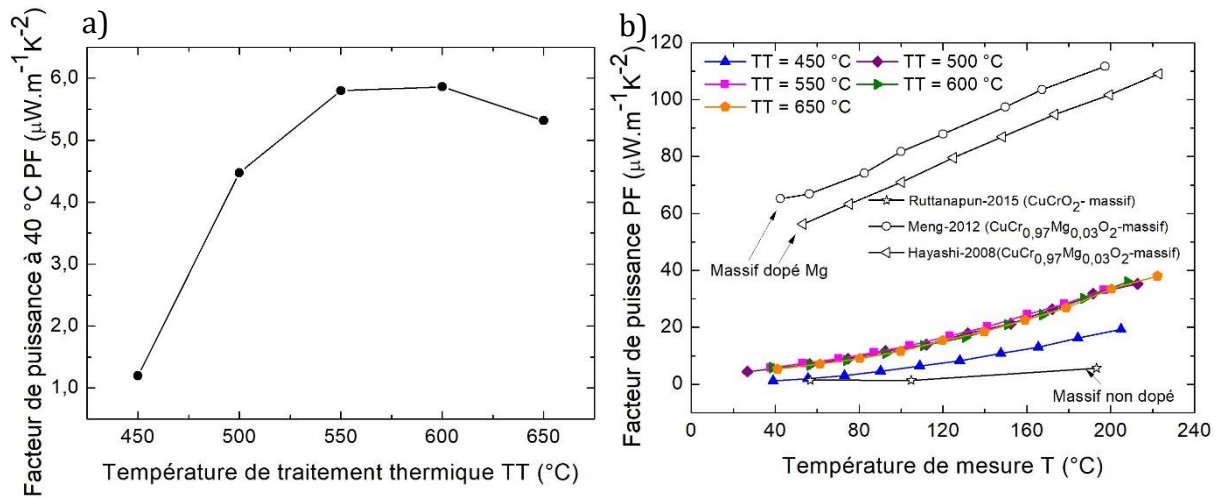 a)
Facteur de puissance à 40 °C PF (µW.m⁻¹K⁻²)
6,0
5,0
4,0
3,0
2,0
1,0
450 500 550 600 650
Température de traitement thermique TT (°C)
b)
Facteur de puissance PF (µW.m⁻¹K⁻²)
120
100
80
60
40
20
0
TT = 450 °C TT = 500 °C
TT = 550 °C TT = 600 °C
TT = 650 °C
Ruttanapun-2015 (CuCrO₂- massif)
Meng-2012 (CuCr₀,₉₇Mg₀,₀₃O₂-massif)
Hayashi-2008(CuCr₀,₉₇Mg₀,₀₃O₂-massif)
Massif dopé Mg
Massif non dopé
0 40 80 120 160 200 240
Température de mesure T (°C)